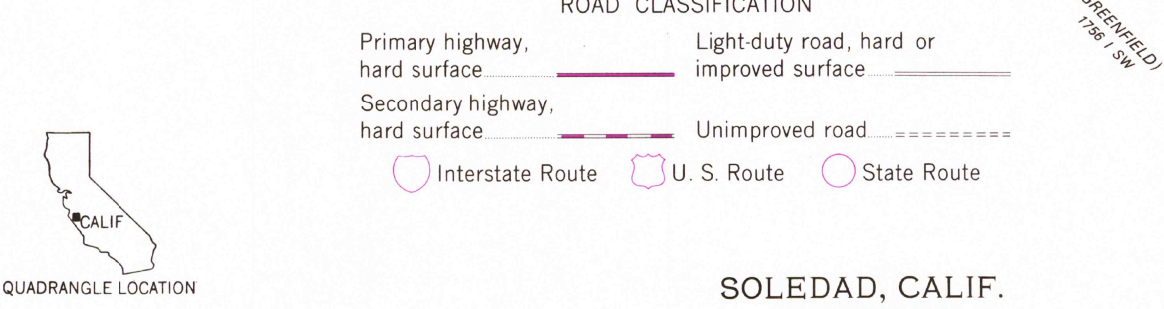 ROAD CLASSIFICATION
GREENFIELD)
1756 I SW
Primary highway,
hard surface
Light-duty road, hard or
improved surface
Secondary highway,
hard surface
Unimproved road
Interstate Route
U. S. Route
State Route
CALIF
QUADRANGLE LOCATION
SOLEDAD, CALIF.